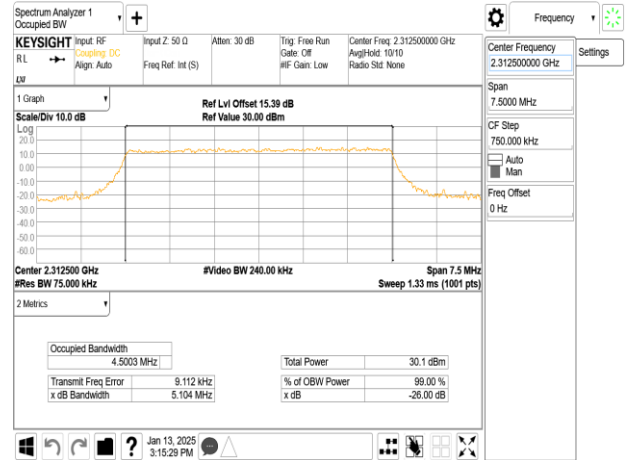 Spectrum Analyzer 1
Occupied BW
+
Frequency
KEYSIGHT
R L
LXI
Input: RF
Coupling: DC
Align: Auto
Input Z: 50 Ω
Freq Ref: Int (S)
Atten: 30 dB
Trig: Free Run
Gate: Off
#IF Gain: Low
Center Freq: 2.312500000 GHz
Avg|Hold: 10/10
Radio Std: None
Center Frequency
2.312500000 GHz
Settings
Span
7.5000 MHz
CF Step
750.000 kHz
Auto
Man
Freq Offset
0 Hz
1 Graph
Scale/Div 10.0 dB
Ref Lvl Offset 15.39 dB
Ref Value 30.00 dBm
Log
20.0
10.0
0.00
-10.0
-20.0
-30.0
-40.0
-50.0
-60.0
Center 2.312500 GHz
#Video BW 240.00 kHz
Span 7.5 MHz
#Res BW 75.000 kHz
Sweep 1.33 ms (1001 pts)
2 Metrics
Occupied Bandwidth
4.5003 MHz
Total Power 30.1 dBm
Transmit Freq Error 9.112 kHz
% of OBW Power 99.00 %
x dB Bandwidth 5.104 MHz
x dB -26.00 dB
?
Jan 13, 2025
3:15:29 PM